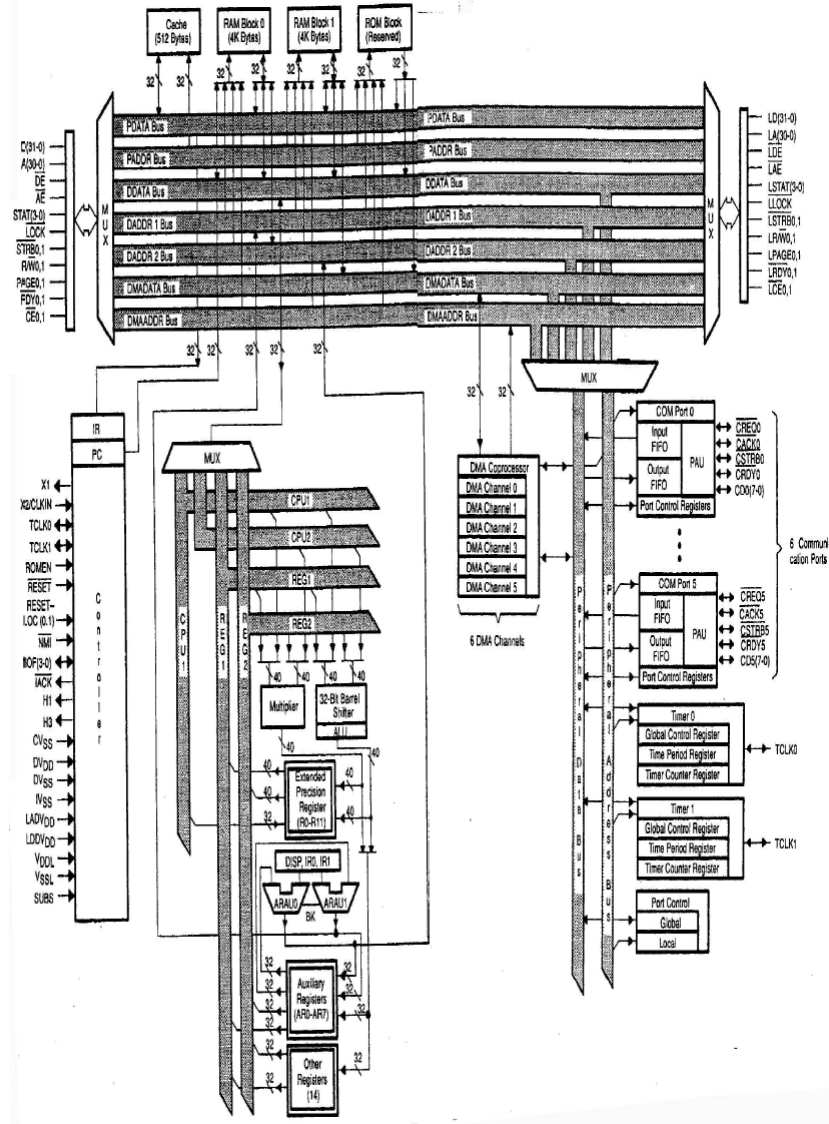 Cache
(512 Bytes)
RAM Block 0
(4K Bytes)
RAM Block 1
(4K Bytes)
ROM Block
(Reserved)
32
32
32
32
PDATA Bus
PDATA Bus
PADDR Bus
PADDR Bus
DDATA Bus
DDATA Bus
DADDR 1 Bus
DADDR 1 Bus
DADDR 2 Bus
DADDR 2 Bus
DMADATA Bus
DMADATA Bus
DMAADDR Bus
DMAADDR Bus
MUX
MUX
D(31-0)
A(30-0)
DE
AE
STAT(3-0)
LOCK
STRB0,1
R/W0,1
PAGE0,1
RDY0,1
CE0,1
LD(31-0)
LA(30-0)
LDE
LAE
LSTAT(3-0)
LLOCK
LSTRB0,1
LR/W0,1
LPAGE0,1
LRDY0,1
LCE0,1
32
32
32
32
32
32
32
MUX
IR
PC
Controller
X1
X2/CLKIN
TCLK0
TCLK1
ROMEN
RESET
RESET-
LOC (0.1)
NMI
IIOF(3-0)
IACK
H1
H3
CVSS
DVDD
DVSS
IVSS
LADVDD
LDDVDD
VDDL
VSSL
SUBS
MUX
CPU1
CPU2
REG1
REG2
CPU1
REG1
REG2
40
40
40
40
Multiplier
32-Bit Barrel
Shifter
ALU
40
40
40
40
32
Extended
Precision
Register
(R0-R11)
40
40
DISP, IR0, IR1
ARAU0
ARAU1
BK
32
32
32
32
Auxiliary
Registers
(AR0-AR7)
32
32
32
32
32
Other
Registers
(14)
32
DMA Coprocessor
DMA Channel 0
DMA Channel 1
DMA Channel 2
DMA Channel 3
DMA Channel 4
DMA Channel 5
6 DMA Channels
Peripheral Data Bus
Peripheral Address Bus
COM Port 0
Input
FIFO
Output
FIFO
PAU
Port Control Registers
CREQ0
CACK0
CSTRB0
CRDY0
CD0(7-0)
6 Communi
cation Ports
COM Port 5
Input
FIFO
Output
FIFO
PAU
Port Control Registers
CREQ5
CACK5
CSTRB5
CRDY5
CD5(7-0)
Timer 0
Global Control Register
Time Period Register
Timer Counter Register
TCLK0
Timer 1
Global Control Register
Time Period Register
Timer Counter Register
TCLK1
Port Control
Global
Local